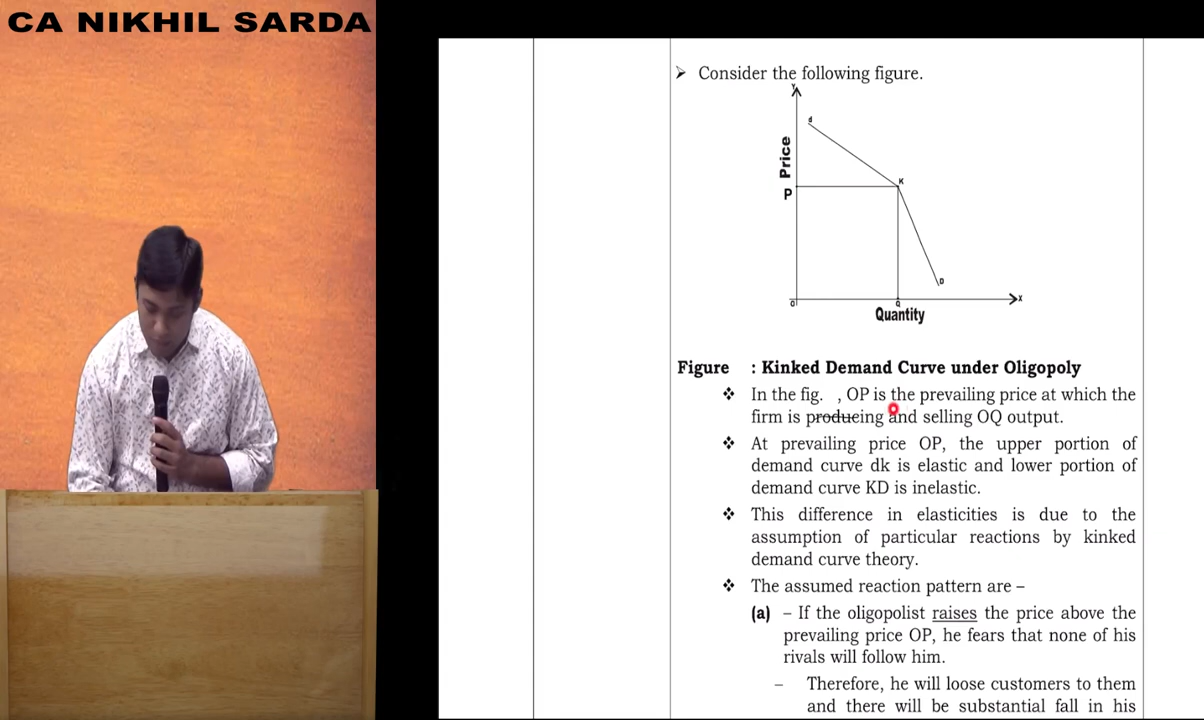 CA NIKHIL SARDA
➢ Consider the following figure.
Y
d
Price
K
P
D
O
Q
X
Quantity
Figure : Kinked Demand Curve under Oligopoly
❖ In the fig. , OP is the prevailing price at which the
firm is produeing and selling OQ output.
❖ At prevailing price OP, the upper portion of
demand curve dk is elastic and lower portion of
demand curve KD is inelastic.
❖ This difference in elasticities is due to the
assumption of particular reactions by kinked
demand curve theory.
❖ The assumed reaction pattern are –
(a) – If the oligopolist raises the price above the
prevailing price OP, he fears that none of his
rivals will follow him.
– Therefore, he will loose customers to them
and there will be substantial fall in his